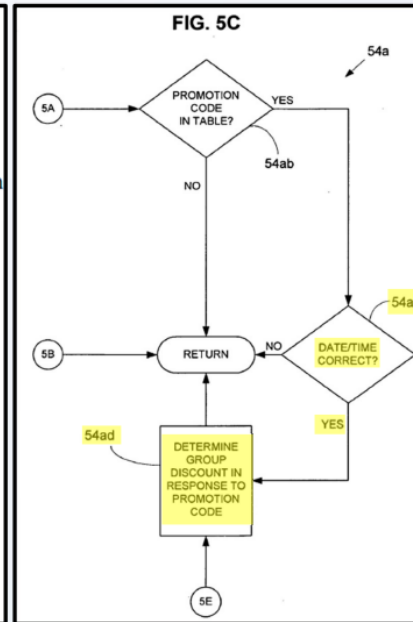 FIG. 5C
54a
5A
PROMOTION
CODE
IN TABLE?
YES
54ab
NO
5B
RETURN
NO
DATE/TIME
CORRECT?
YES
54ad
DETERMINE
GROUP
DISCOUNT IN
RESPONSE TO
PROMOTION
CODE
5E